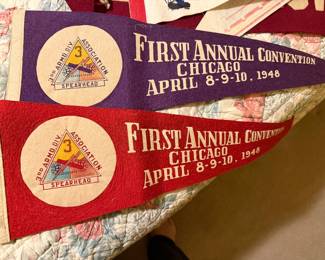 3RD ARMD DIV. ASSOCIATION
3
SPEARHEAD
FIRST ANNUAL CONVENTION
CHICAGO
APRIL 8-9-10, 1948
3RD ARMD DIV. ASSOCIATION
3
SPEARHEAD
FIRST ANNUAL CONVENTION
CHICAGO
APRIL 8-9-10, 1948